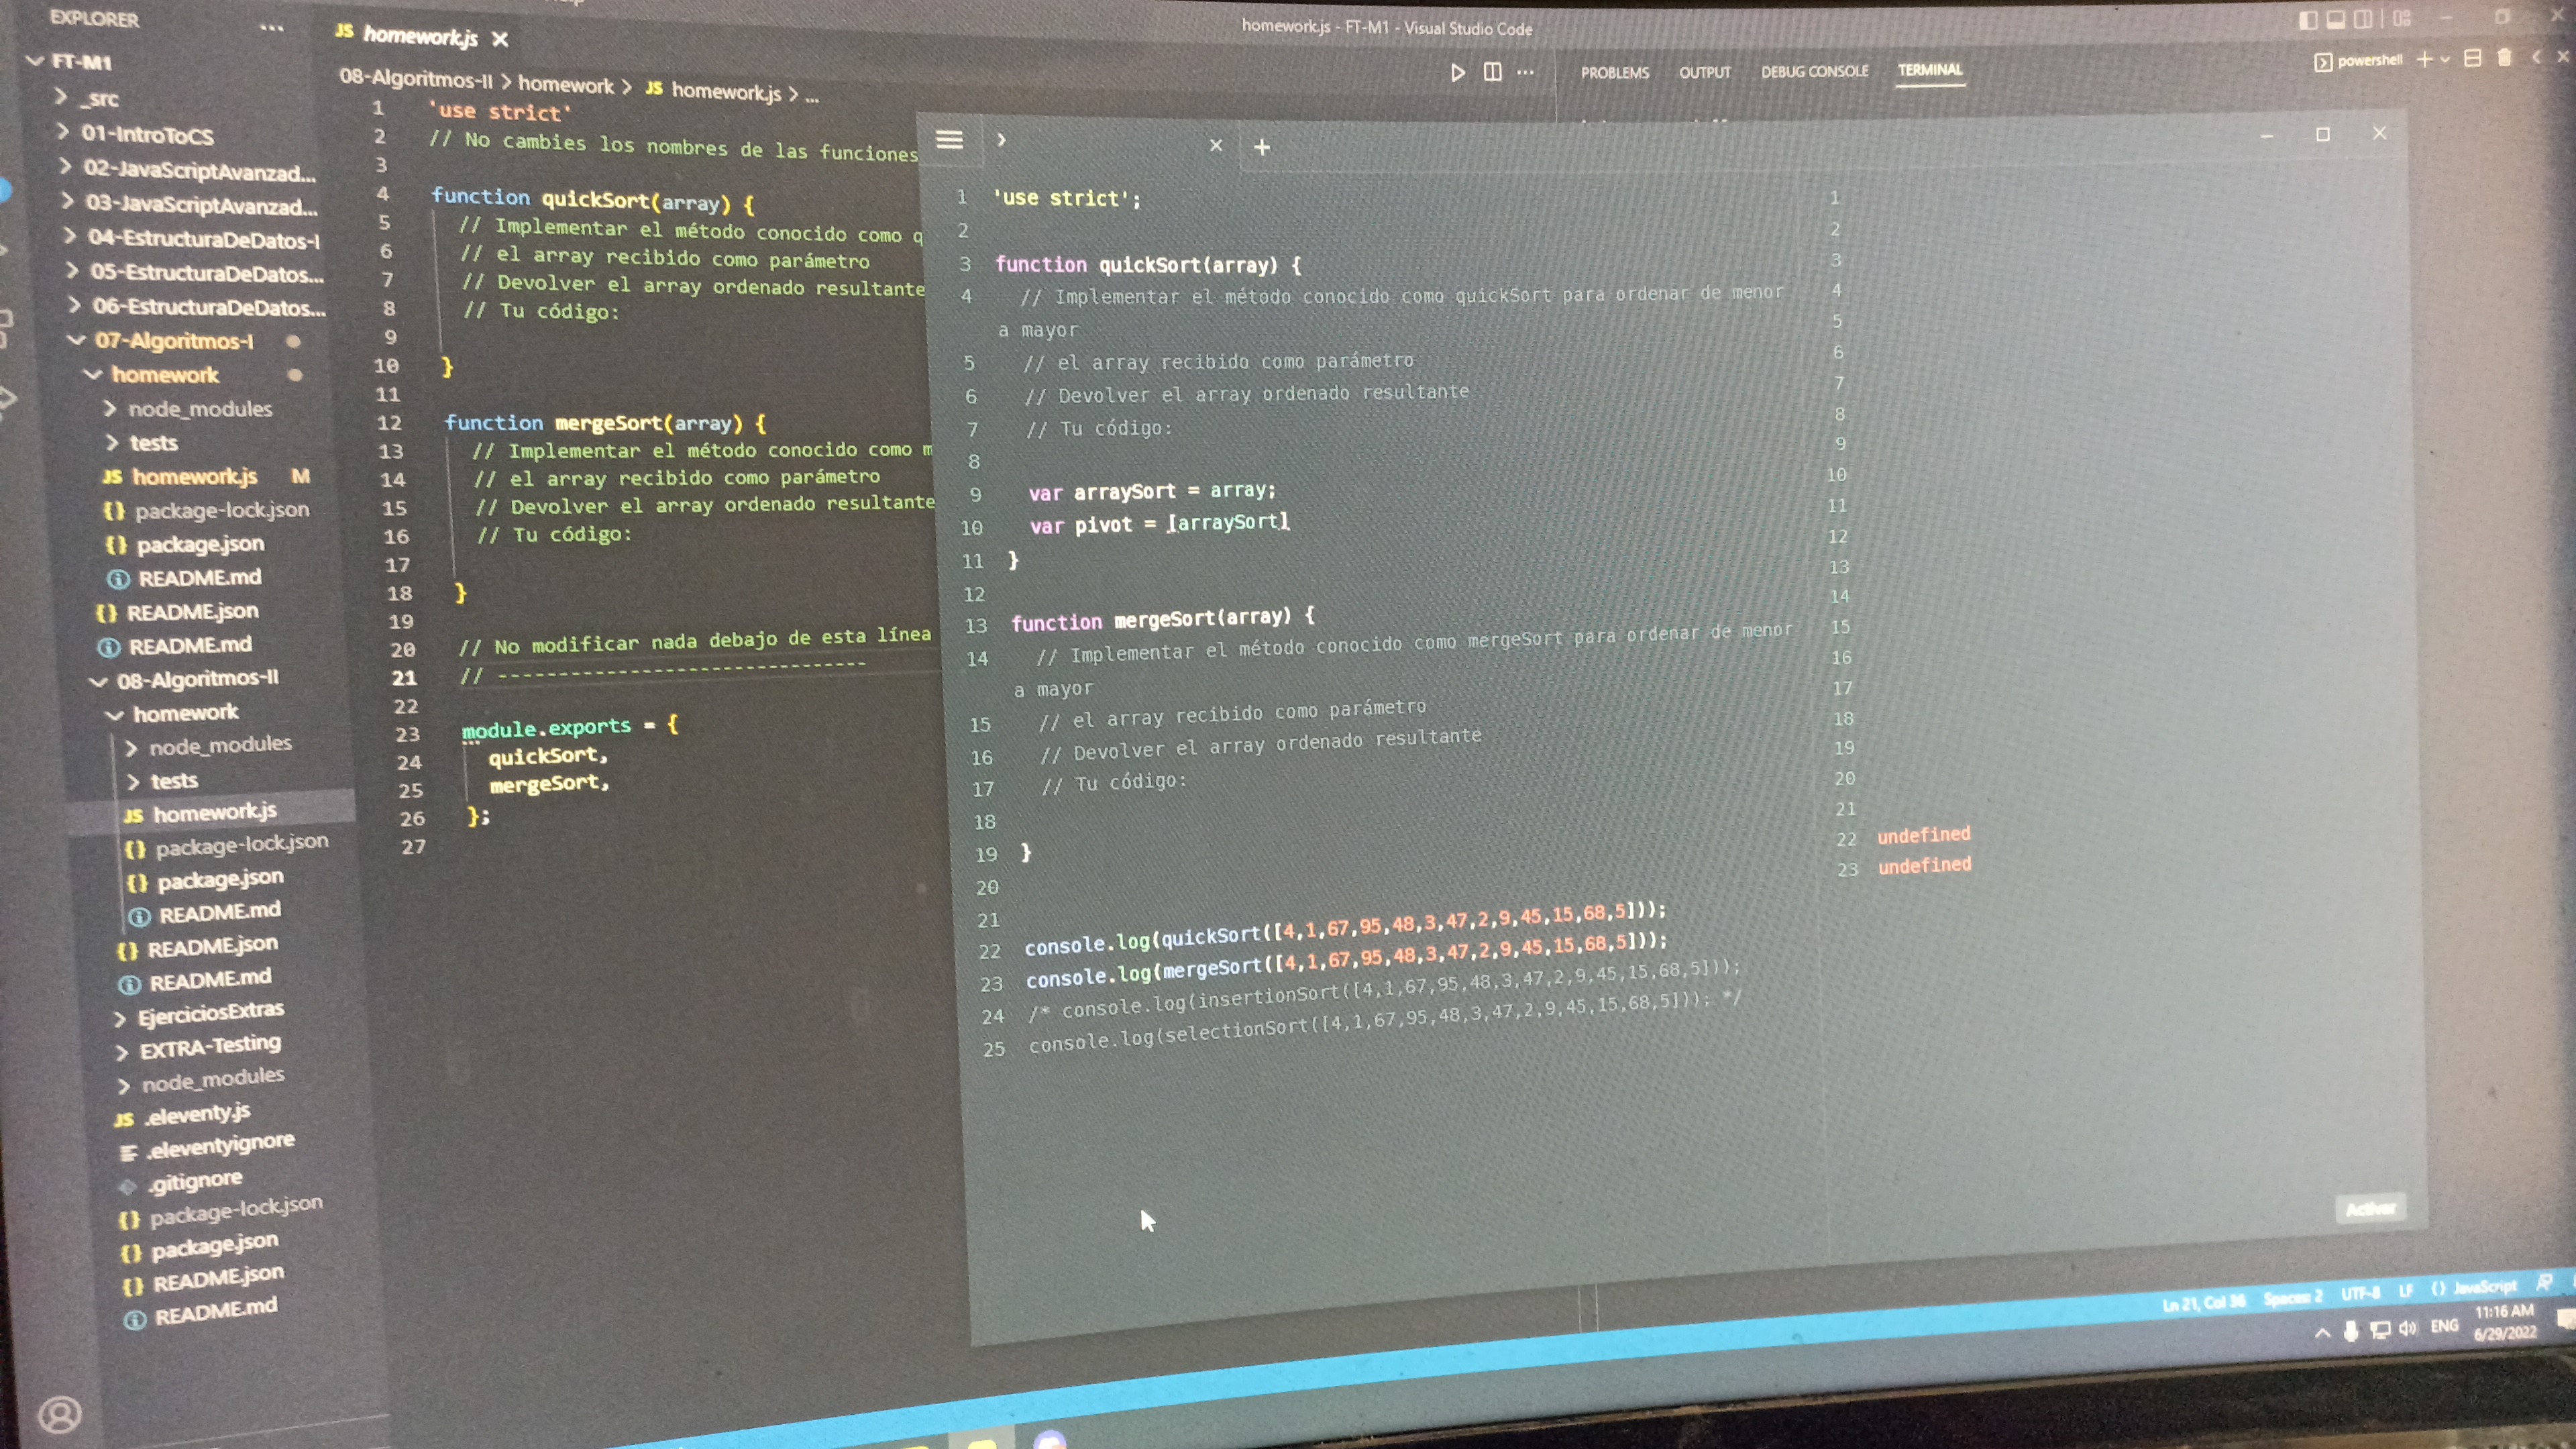 EXPLORER
FT-M1
_src
01-IntroToCS
02-JavaScriptAvanzad...
03-JavaScriptAvanzad...
04-EstructuraDeDatos-I
05-EstructuraDeDatos...
06-EstructuraDeDatos...
07-Algoritmos-I
homework
node_modules
tests
JS homework.js M
{} package-lock.json
{} package.json
README.md
{} README.json
README.md
08-Algoritmos-II
homework
node_modules
tests
JS homework.js
{} package-lock.json
{} package.json
README.md
{} README.json
README.md
EjerciciosExtras
EXTRA-Testing
node_modules
JS .eleventy.js
.eleventyignore
.gitignore
{} package-lock.json
{} package.json
{} README.json
README.md
homework.js - FT-M1 - Visual Studio Code
JS homework.js
08-Algoritmos-II > homework > JS homework.js > ...
1 'use strict'
2 // No cambies los nombres de las funciones
3
4 function quickSort(array) {
5 // Implementar el método conocido como q
6 // el array recibido como parámetro
7 // Devolver el array ordenado resultante
8 // Tu código:
9
10 }
11
12 function mergeSort(array) {
13 // Implementar el método conocido como m
14 // el array recibido como parámetro
15 // Devolver el array ordenado resultante
16 // Tu código:
17
18 }
19
20 // No modificar nada debajo de esta línea
21 // --------------------------------
22
23 module.exports = {
24 quickSort,
25 mergeSort,
26 };
27
PROBLEMS OUTPUT DEBUG CONSOLE TERMINAL
powershell
1 'use strict';
2
3 function quickSort(array) {
4 // Implementar el método conocido como quickSort para ordenar de menor
a mayor
5 // el array recibido como parámetro
6 // Devolver el array ordenado resultante
7 // Tu código:
8
9 var arraySort = array;
10 var pivot = [arraySort]
11 }
12
13 function mergeSort(array) {
14 // Implementar el método conocido como mergeSort para ordenar de menor
a mayor
15 // el array recibido como parámetro
16 // Devolver el array ordenado resultante
17 // Tu código:
18
19 }
20
21
22 console.log(quickSort([4,1,67,95,48,3,47,2,9,45,15,68,5]));
23 console.log(mergeSort([4,1,67,95,48,3,47,2,9,45,15,68,5]));
24 /* console.log(insertionSort([4,1,67,95,48,3,47,2,9,45,15,68,5]));
25 console.log(selectionSort([4,1,67,95,48,3,47,2,9,45,15,68,5])); */
1
2
3
4
5
6
7
8
9
10
11
12
13
14
15
16
17
18
19
20
21
22 undefined
23 undefined
Activar
Ln 21, Col 36 Spaces: 2 UTF-8 LF {} JavaScript
ENG
11:16 AM
6/29/2022